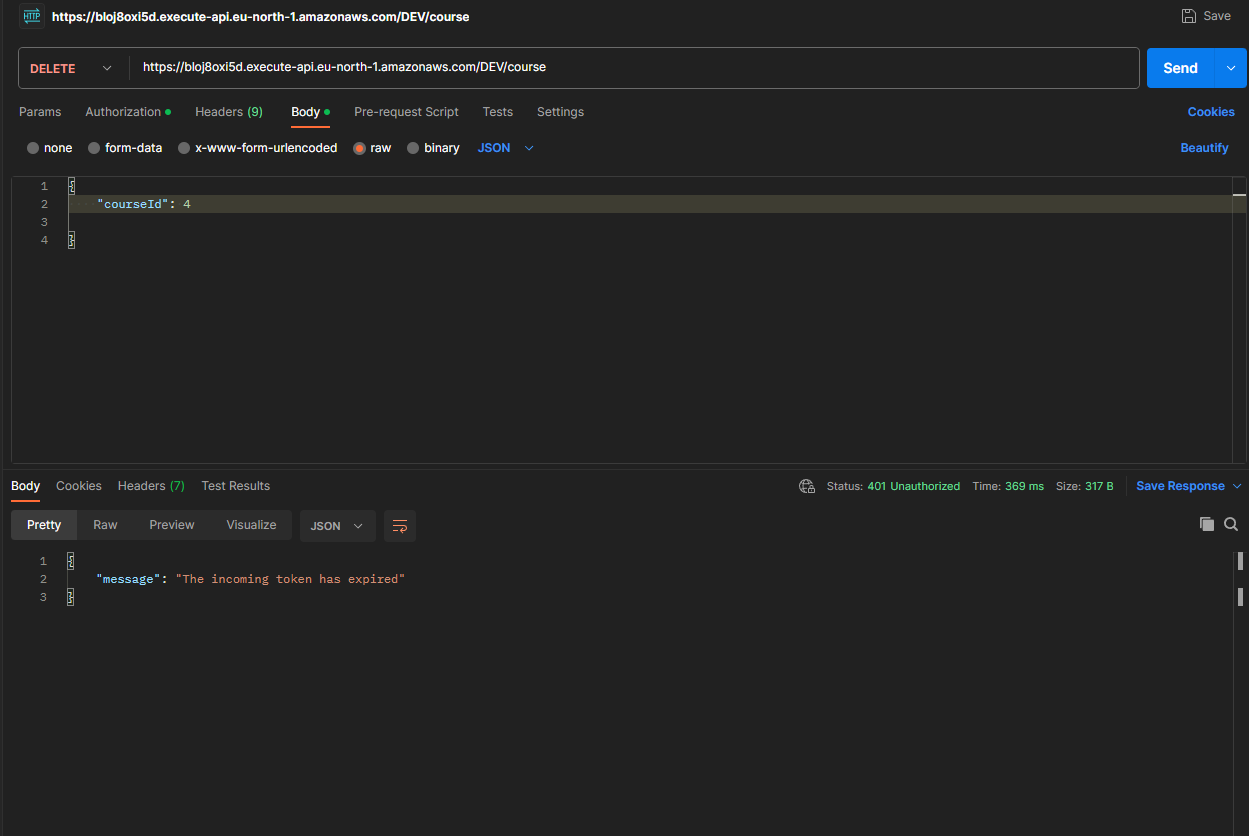 HTTP https://bloj8oxi5d.execute-api.eu-north-1.amazonaws.com/DEV/course Save
DELETE https://bloj8oxi5d.execute-api.eu-north-1.amazonaws.com/DEV/course Send
Params Authorization Headers (9) Body Pre-request Script Tests Settings Cookies
none form-data x-www-form-urlencoded raw binary JSON Beautify
1 {
2 "courseId": 4
3
4 }
Body Cookies Headers (7) Test Results Status: 401 Unauthorized Time: 369 ms Size: 317 B Save Response
Pretty Raw Preview Visualize JSON
1 {
2 "message": "The incoming token has expired"
3 }